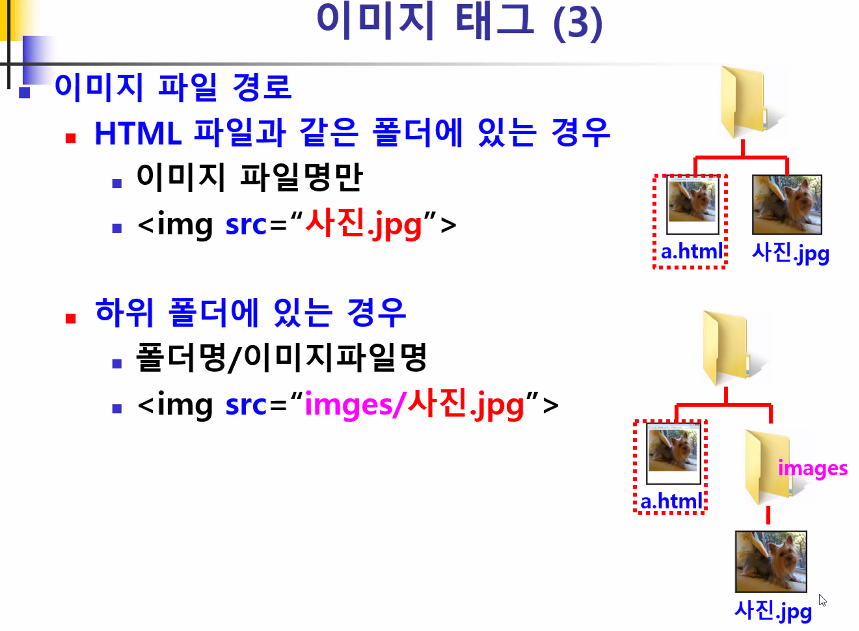 이미지 태그 (3)
이미지 파일 경로
HTML 파일과 같은 폴더에 있는 경우
이미지 파일명만
<img src=“사진.jpg”>
a.html
사진.jpg
하위 폴더에 있는 경우
폴더명/이미지파일명
<img src=“imges/사진.jpg”>
images
a.html
사진.jpg